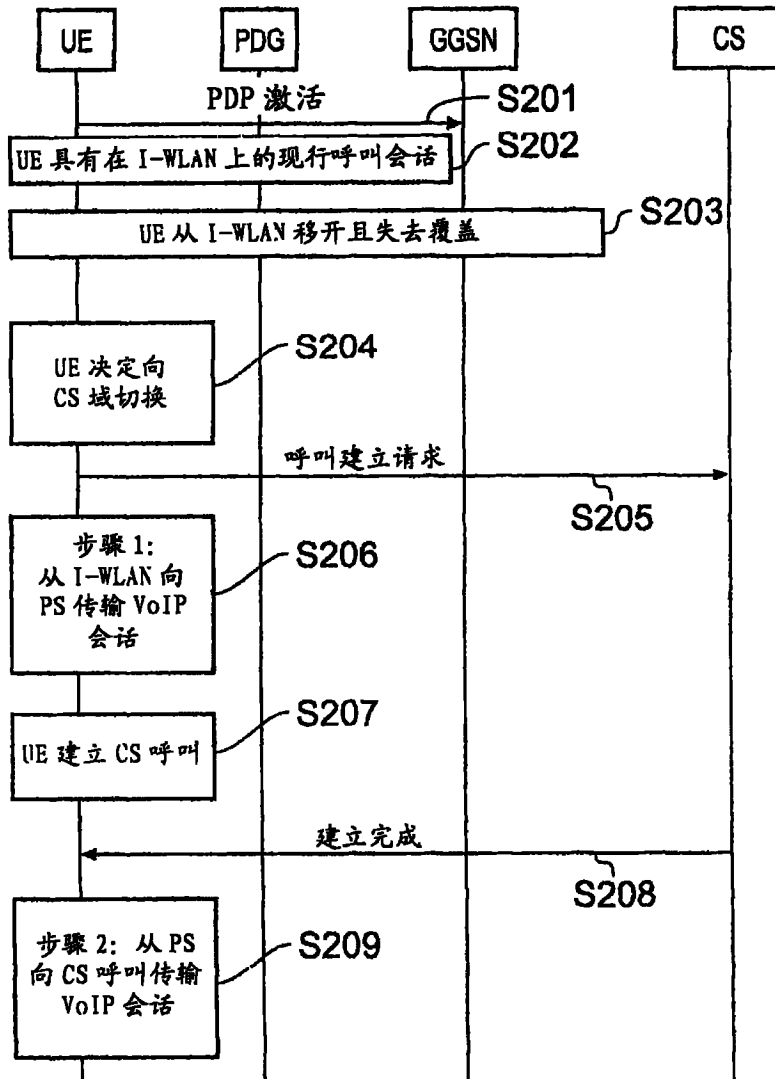 UE
PDG
GGSN
CS
PDP 激活
S201
UE 具有在 I-WLAN 上的现行呼叫会话
S202
UE 从 I-WLAN 移开且失去覆盖
S203
UE 决定向
CS 域切换
S204
呼叫建立请求
S205
步骤 1:
从 I-WLAN 向
PS 传输 VoIP
会话
S206
UE 建立 CS 呼叫
S207
建立完成
S208
步骤 2: 从 PS
向 CS 呼叫传输
VoIP 会话
S209